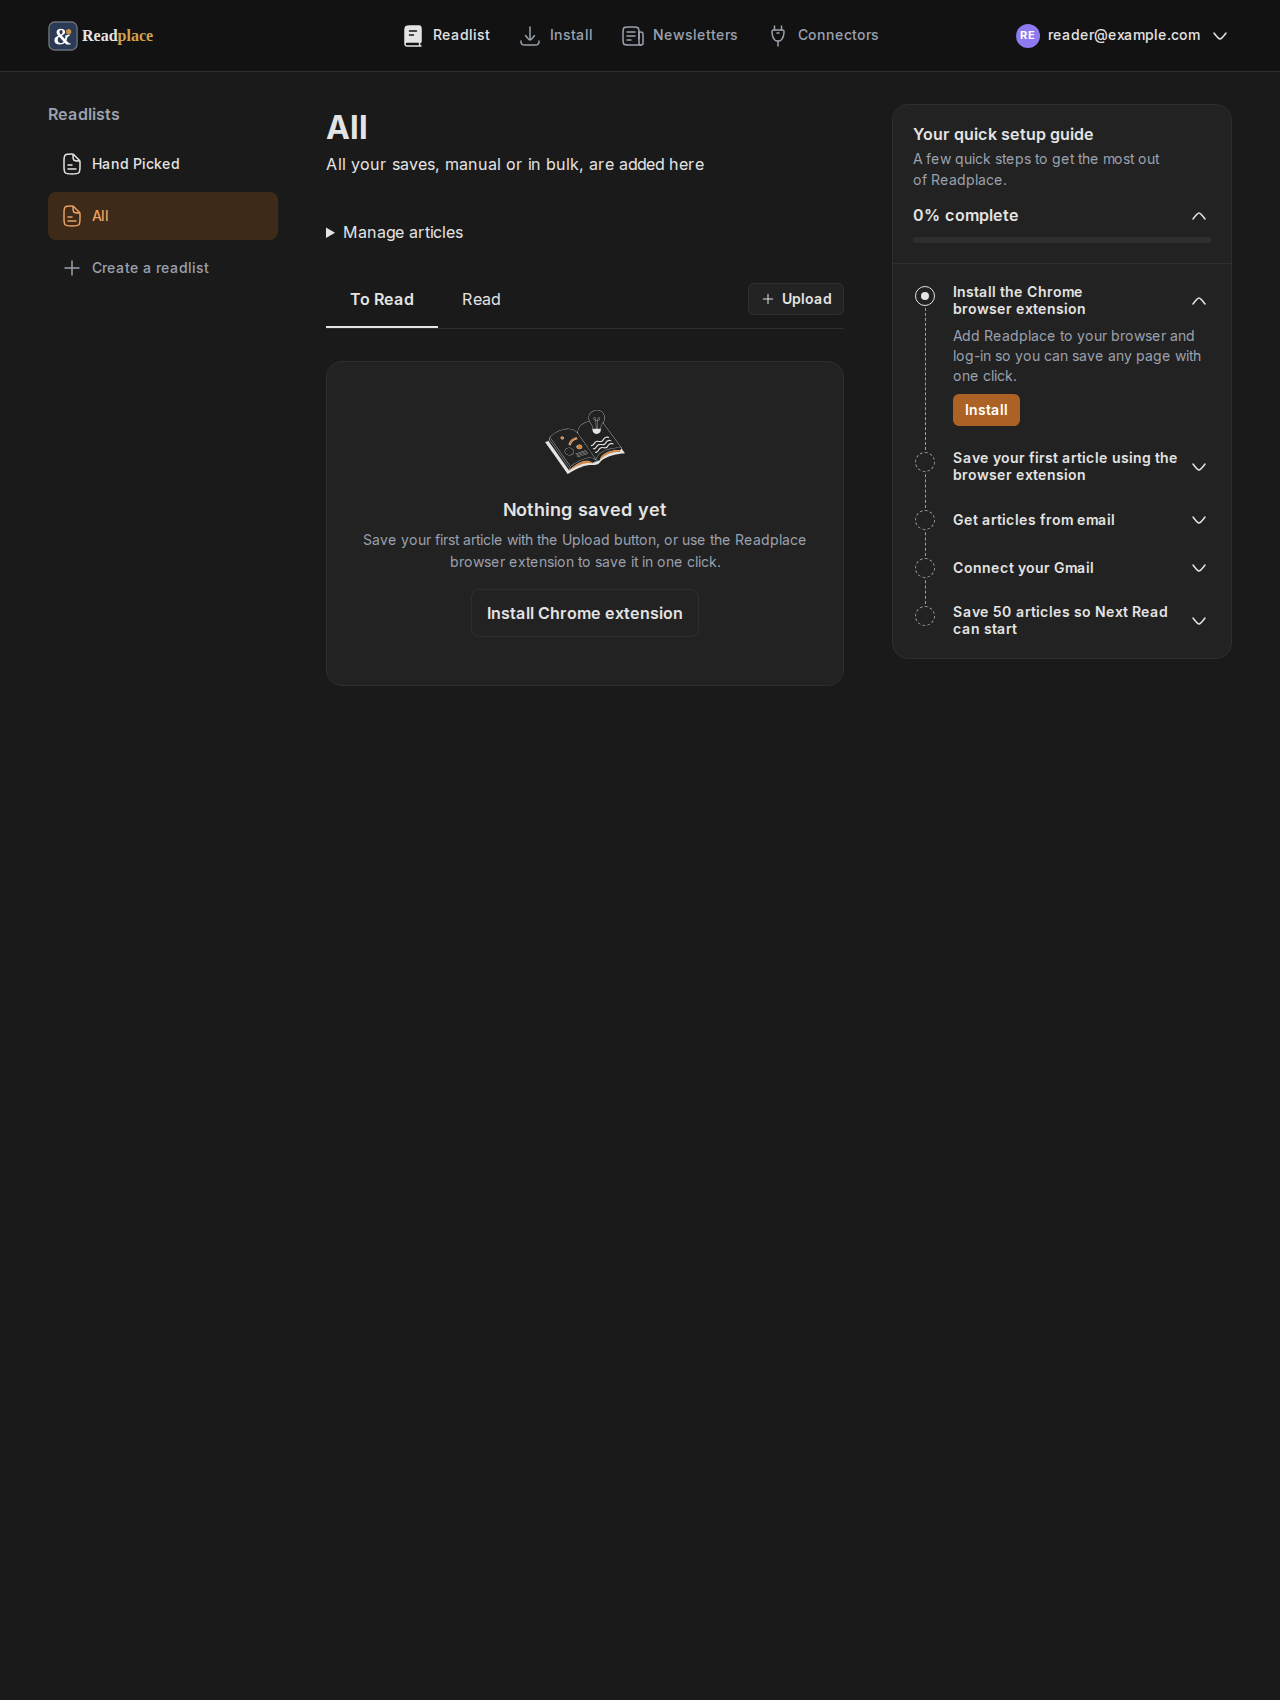 & Readplace
Readlist
Install
Newsletters
Connectors
RE
reader@example.com
Readlists
Hand Picked
All
Create a readlist
All
All your saves, manual or in bulk, are added here
Manage articles
To Read
Read
Upload
Nothing saved yet
Save your first article with the Upload button, or use the Readplace
browser extension to save it in one click.
Install Chrome extension
Your quick setup guide
A few quick steps to get the most out
of Readplace.
0% complete
Install the Chrome
browser extension
Add Readplace to your browser and
log-in so you can save any page with
one click.
Install
Save your first article using the
browser extension
Get articles from email
Connect your Gmail
Save 50 articles so Next Read
can start